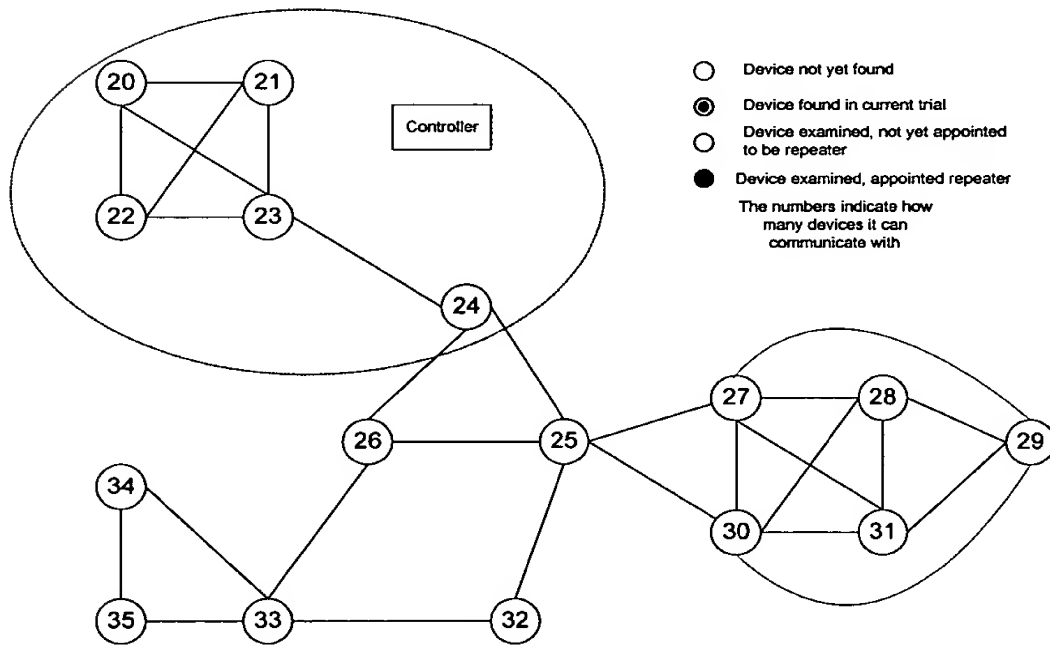 20
21
Controller
22
23
24
26
25
27
28
29
30
31
34
35
33
32
Device not yet found
Device found in current trial
Device examined, not yet appointed
to be repeater
Device examined, appointed repeater
The numbers indicate how
many devices it can
communicate with